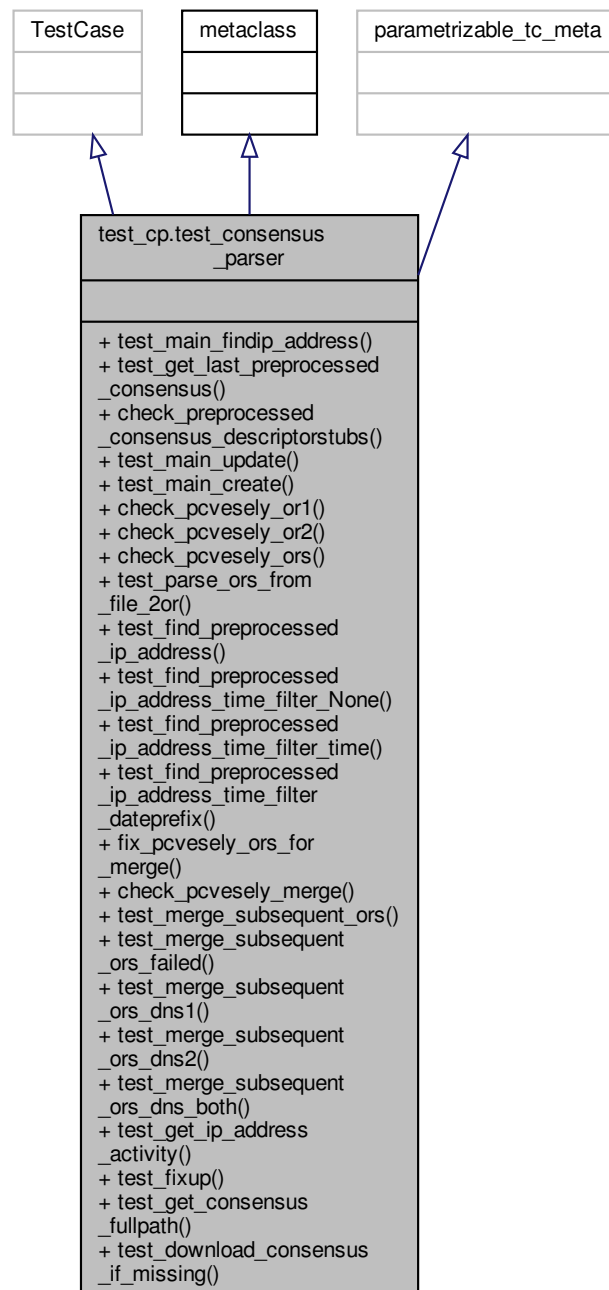 TestCase
metaclass
parametrizable_tc_meta
test_cp.test_consensus
_parser
+ test_main_findip_address()
+ test_get_last_preprocessed
_consensus()
+ check_preprocessed
_consensus_descriptorstubs()
+ test_main_update()
+ test_main_create()
+ check_pcvesely_or1()
+ check_pcvesely_or2()
+ check_pcvesely_ors()
+ test_parse_ors_from
_file_2or()
+ test_find_preprocessed
_ip_address()
+ test_find_preprocessed
_ip_address_time_filter_None()
+ test_find_preprocessed
_ip_address_time_filter_time()
+ test_find_preprocessed
_ip_address_time_filter
_dateprefix()
+ fix_pcvesely_ors_for
_merge()
+ check_pcvesely_merge()
+ test_merge_subsequent_ors()
+ test_merge_subsequent
_ors_failed()
+ test_merge_subsequent
_ors_dns1()
+ test_merge_subsequent
_ors_dns2()
+ test_merge_subsequent
_ors_dns_both()
+ test_get_ip_address
_activity()
+ test_fixup()
+ test_get_consensus
_fullpath()
+ test_download_consensus
_if_missing()